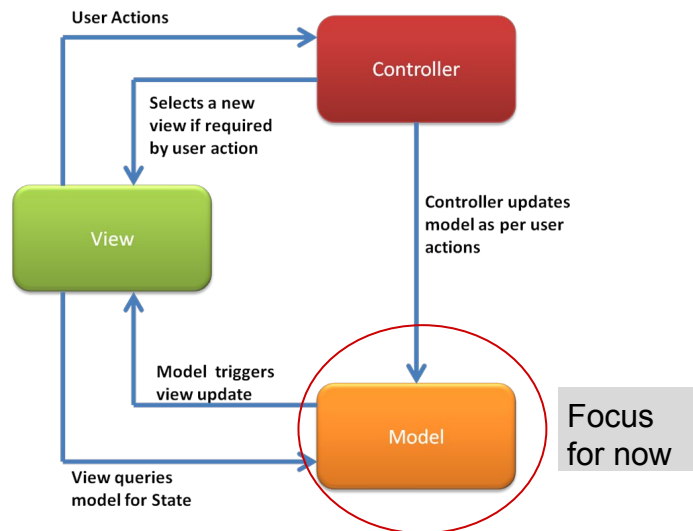 User Actions
Controller
Selects a new
view if required
by user action
View
Controller updates
model as per user
actions
Model triggers
view update
Model
Focus
for now
View queries
model for State